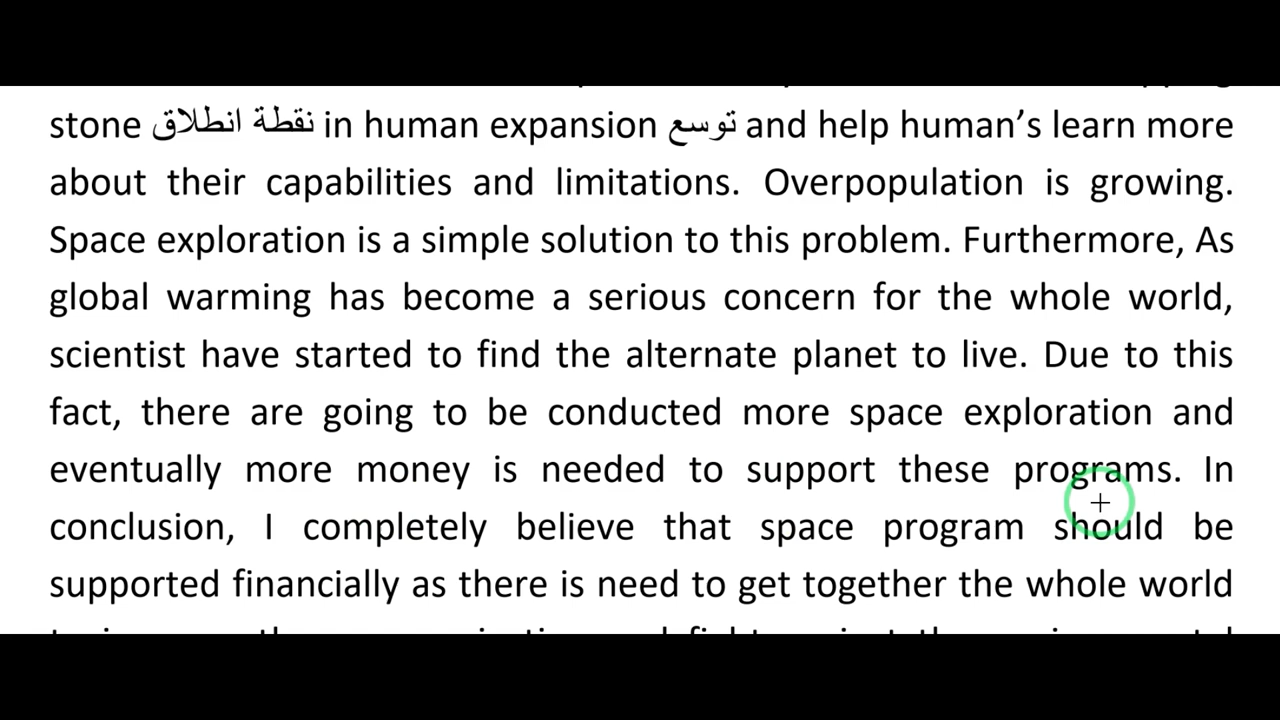 stone نقطة انطلاق in human expansion توسع and help human’s learn more
about their capabilities and limitations. Overpopulation is growing.
Space exploration is a simple solution to this problem. Furthermore, As
global warming has become a serious concern for the whole world,
scientist have started to find the alternate planet to live. Due to this
fact, there are going to be conducted more space exploration and
eventually more money is needed to support these programs. In
conclusion, I completely believe that space program should be
supported financially as there is need to get together the whole world